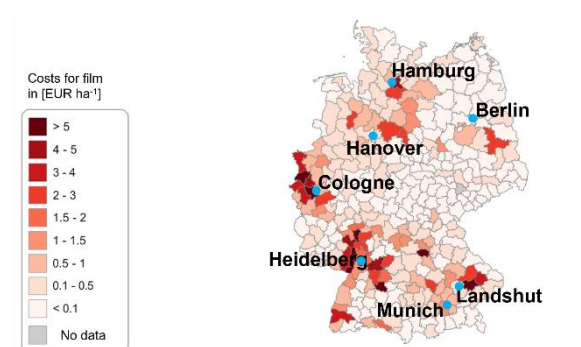 Costs for film
in [EUR ha⁻¹]
> 5
4 - 5
3 - 4
2 - 3
1.5 - 2
1 - 1.5
0.5 - 1
0.1 - 0.5
< 0.1
No data
Hamburg
Berlin
Hanover
Cologne
Heidelberg
Landshut
Munich